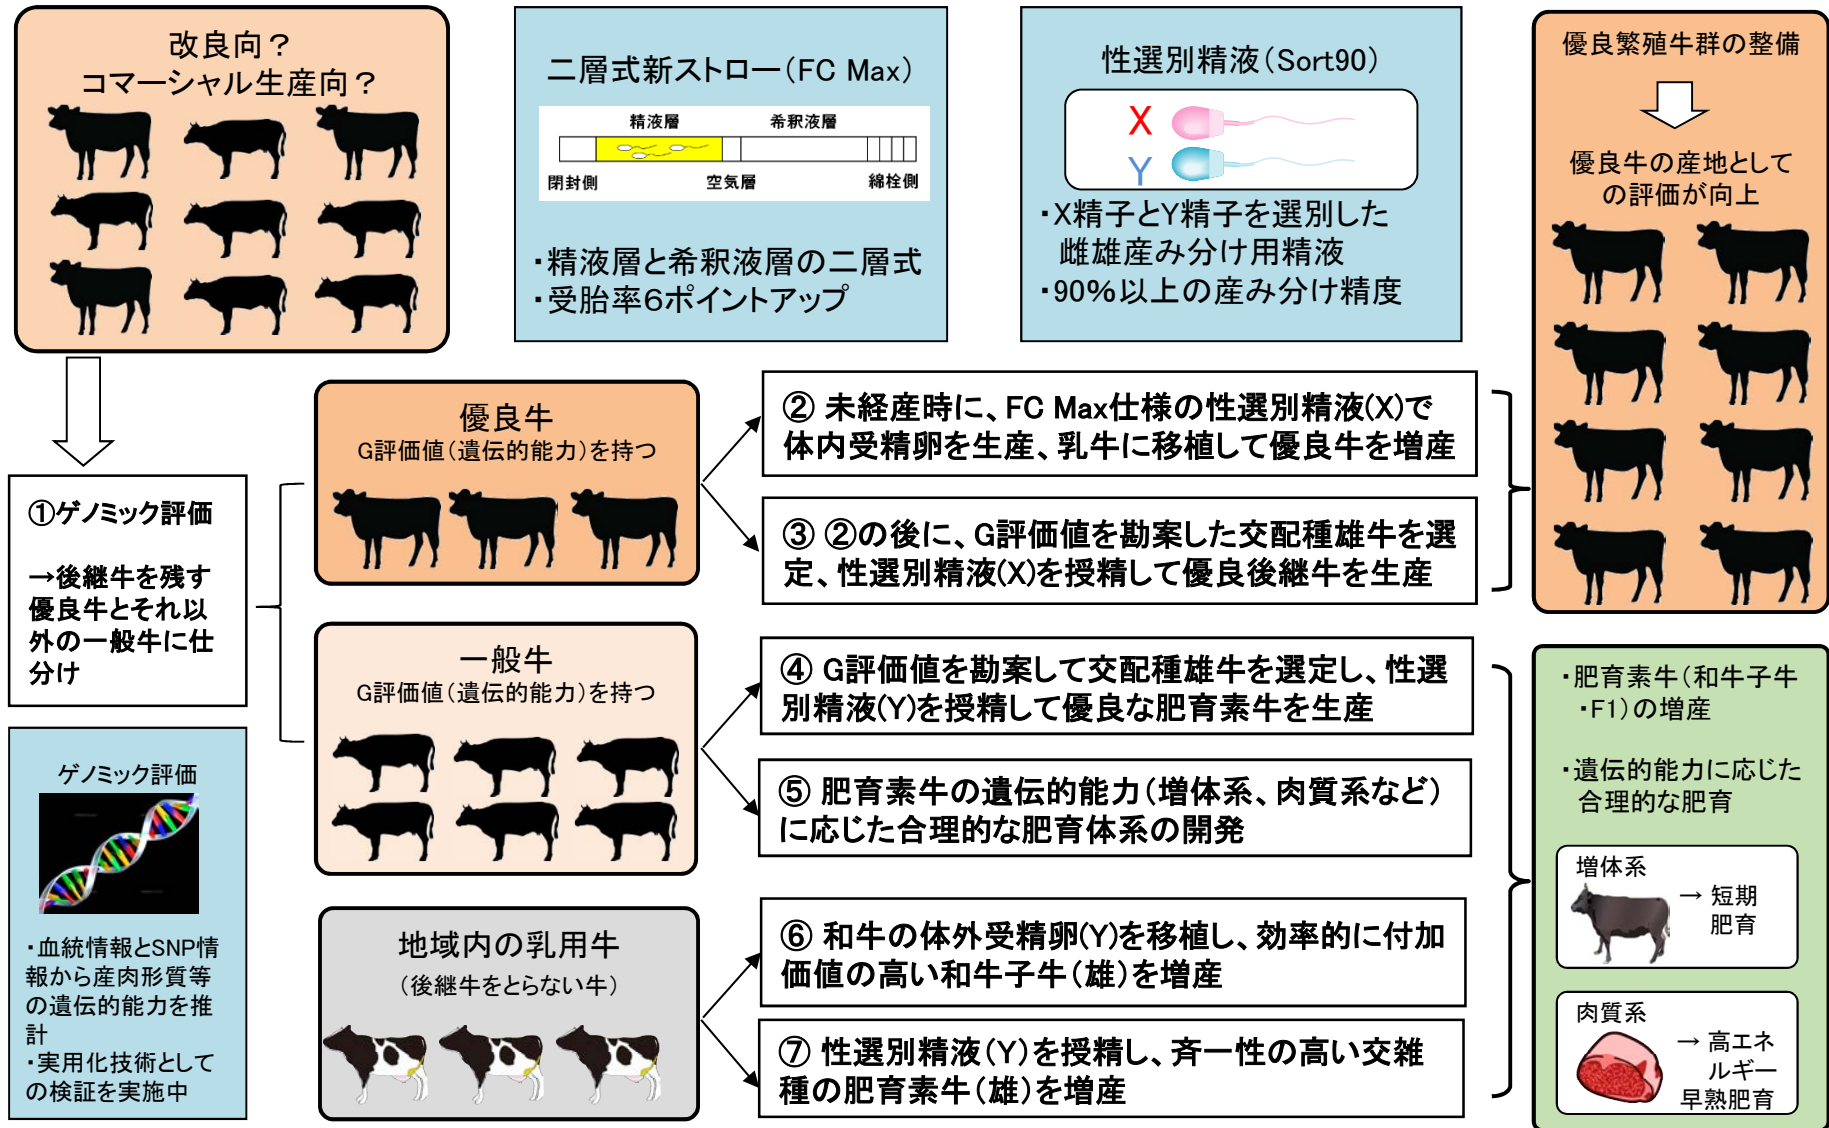 改良向？
コマーシャル生産向？
二層式新ストロー（FC Max）
精液層
希釈液層
閉封側
空気層
綿栓側
・精液層と希釈液層の二層式
・受胎率６ポイントアップ
性選別精液（Sort90）
X
Y
・X精子とY精子を選別した
雌雄産み分け用精液
・90％以上の産み分け精度
優良繁殖牛群の整備
優良牛の産地として
の評価が向上
①ゲノミック評価
→後継牛を残す
優良牛とそれ以
外の一般牛に仕
分け
優良牛
G評価値（遺伝的能力）を持つ
② 未経産時に、FC Max仕様の性選別精液(X)で
体内受精卵を生産、乳牛に移植して優良牛を増産
③ ②の後に、G評価値を勘案した交配種雄牛を選
定、性選別精液(X)を授精して優良後継牛を生産
一般牛
G評価値（遺伝的能力）を持つ
④ G評価値を勘案して交配種雄牛を選定し、性選
別精液(Y)を授精して優良な肥育素牛を生産
⑤ 肥育素牛の遺伝的能力（増体系、肉質系など）
に応じた合理的な肥育体系の開発
地域内の乳用牛
（後継牛をとらない牛）
⑥ 和牛の体外受精卵(Y)を移植し、効率的に付加
価値の高い和牛子牛（雄）を増産
⑦ 性選別精液（Y）を授精し、斉一性の高い交雑
種の肥育素牛（雄）を増産
ゲノミック評価
・血統情報とSNP情
報から産肉形質等
の遺伝的能力を推
計
・実用化技術として
の検証を実施中
・肥育素牛（和牛子牛
・F1）の増産
・遺伝的能力に応じた
合理的な肥育
増体系
→ 短期
肥育
肉質系
→ 高エネ
ルギー
早熟肥育